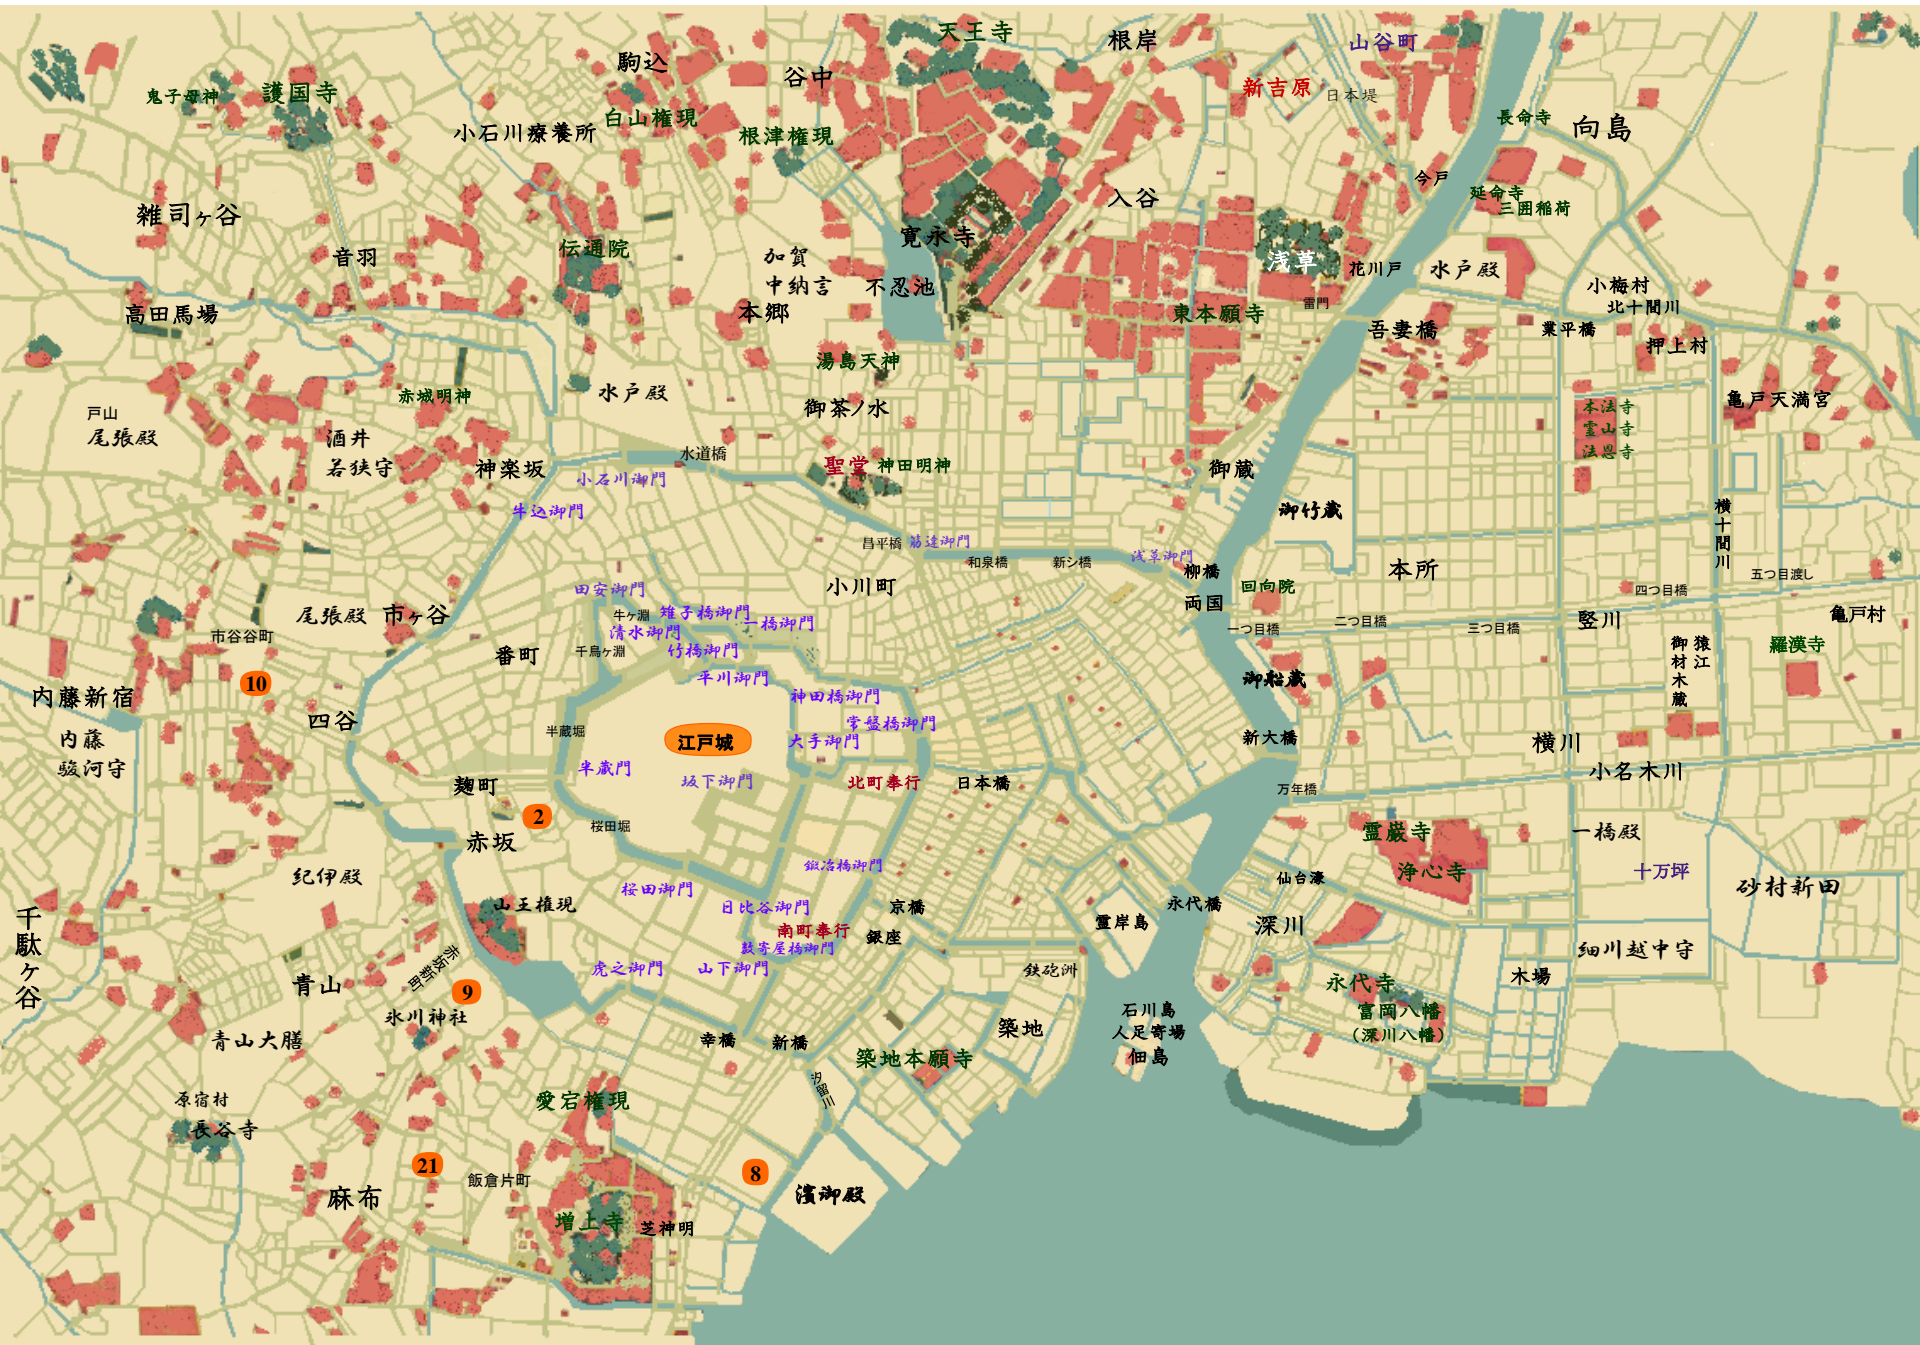 天王寺
根岸
山谷町
駒込
谷中
新吉原
日本堤
鬼子母神
護国寺
小石川療養所
白山権現
根津権現
長命寺
向島
今戸
延命寺
三囲稲荷
雑司ヶ谷
入谷
音羽
伝通院
寛永寺
加賀
中納言
不忍池
浅草
花川戸
水戸殿
小梅村
北十間川
高田馬場
本郷
東本願寺
雷門
吾妻橋
業平橋
押上村
湯島天神
赤城明神
水戸殿
御茶ノ水
戸山
尾張殿
本法寺
霊山寺
法恩寺
亀戸天満宮
酒井
若狭守
神楽坂
水道橋
聖堂
神田明神
御蔵
小石川御門
牛込御門
御竹蔵
横十間川
昌平橋
筋違御門
和泉橋
新シ橋
浅草御門
柳橋
両国
本所
回向院
五つ目渡し
四つ目橋
小川町
田安御門
牛ヶ淵
雉子橋御門
一橋御門
清水御門
竹橋御門
千鳥ヶ淵
平川御門
尾張殿
市ヶ谷
市谷谷町
番町
一つ目橋
二つ目橋
三つ目橋
竪川
亀戸村
猿江
御材木蔵
羅漢寺
10
内藤新宿
内藤
駿河守
四谷
神田橋御門
常盤橋御門
大手御門
半蔵堀
江戸城
御船蔵
新大橋
横川
小名木川
半蔵門
坂下御門
北町奉行
日本橋
麹町
2
万年橋
赤坂
桜田堀
霊巌寺
一橋殿
浄心寺
十万坪
砂村新田
紀伊殿
鍛冶橋御門
桜田御門
日比谷御門
京橋
仙台濠
永代橋
霊岸島
山王権現
南町奉行
銀座
数寄屋橋御門
深川
細川越中守
千駄ヶ谷
赤坂新町
虎之御門
山下御門
鉄砲洲
青山
9
永代寺
木場
富岡八幡
(深川八幡)
石川島
人足寄場
佃島
氷川神社
青山大膳
築地
幸橋
新橋
築地本願寺
汐留川
原宿村
長谷寺
愛宕権現
21
飯倉片町
8
麻布
濱御殿
増上寺
芝神明